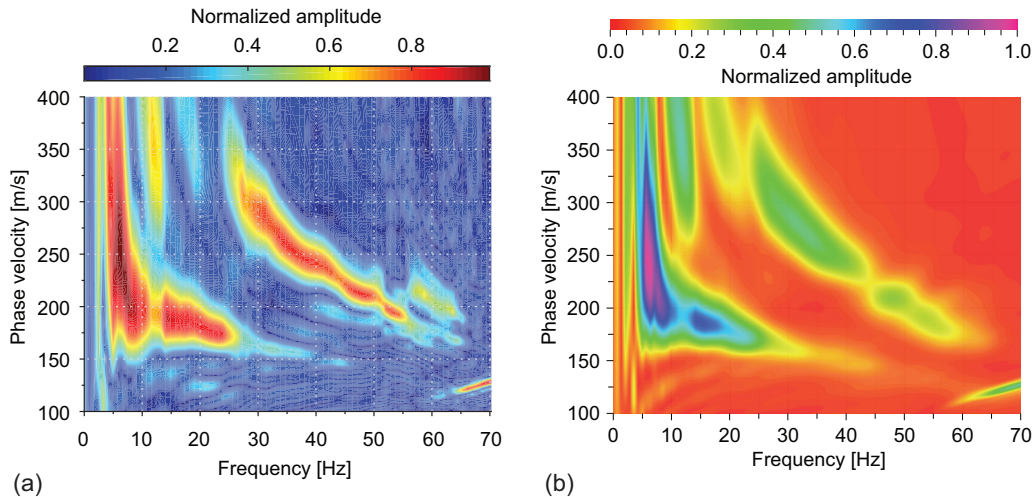 Normalized amplitude
0.2 0.4 0.6 0.8
400
350
300
250
200
150
100
Phase velocity [m/s]
0 10 20 30 40 50 60 70
Frequency [Hz]
(a)
0.0 0.2 0.4 0.6 0.8 1.0
Normalized amplitude
400
350
300
250
200
150
100
Phase velocity [m/s]
0 10 20 30 40 50 60 70
Frequency [Hz]
(b)